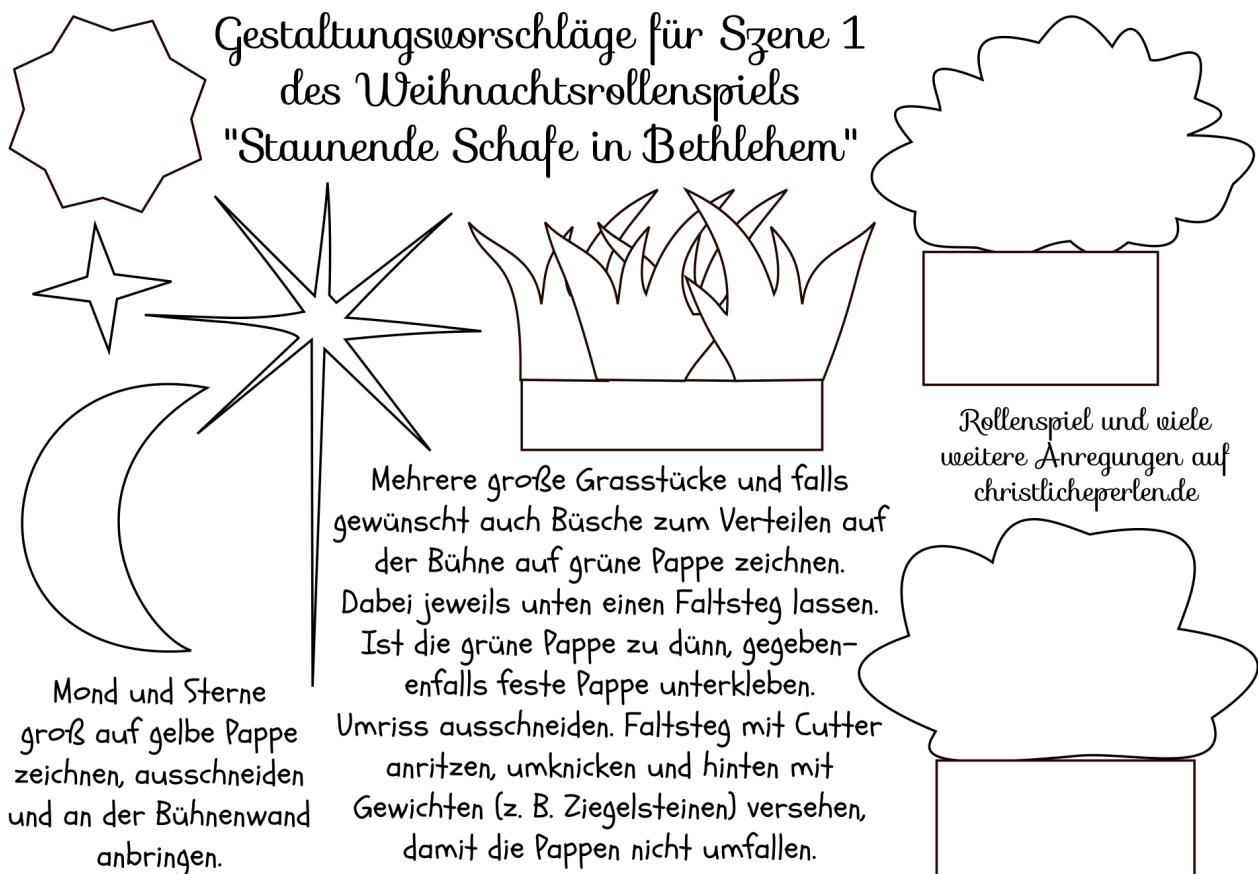 Gestaltungsvorschläge für Szene 1
des Weihnachtsrollenspiels
"Staunende Schafe in Bethlehem"
Rollenspiel und viele
weitere Anregungen auf
christlicheperlen.de
Mehrere große Grasstücke und falls
gewünscht auch Büsche zum Verteilen auf
der Bühne auf grüne Pappe zeichnen.
Dabei jeweils unten einen Faltsteg lassen.
Ist die grüne Pappe zu dünn, gegeben-
enfalls feste Pappe unterkleben.
Umriss ausschneiden. Faltsteg mit Cutter
anritzen, umknicken und hinten mit
Gewichten (z. B. Ziegelsteinen) versehen,
damit die Pappen nicht umfallen.
Mond und Sterne
groß auf gelbe Pappe
zeichnen, ausschneiden
und an der Bühnenwand
anbringen.